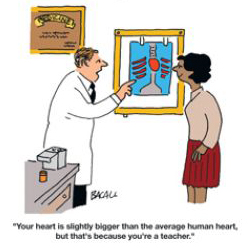 BACALL
"Your heart is slightly bigger than the average human heart,
but that's because you're a teacher."